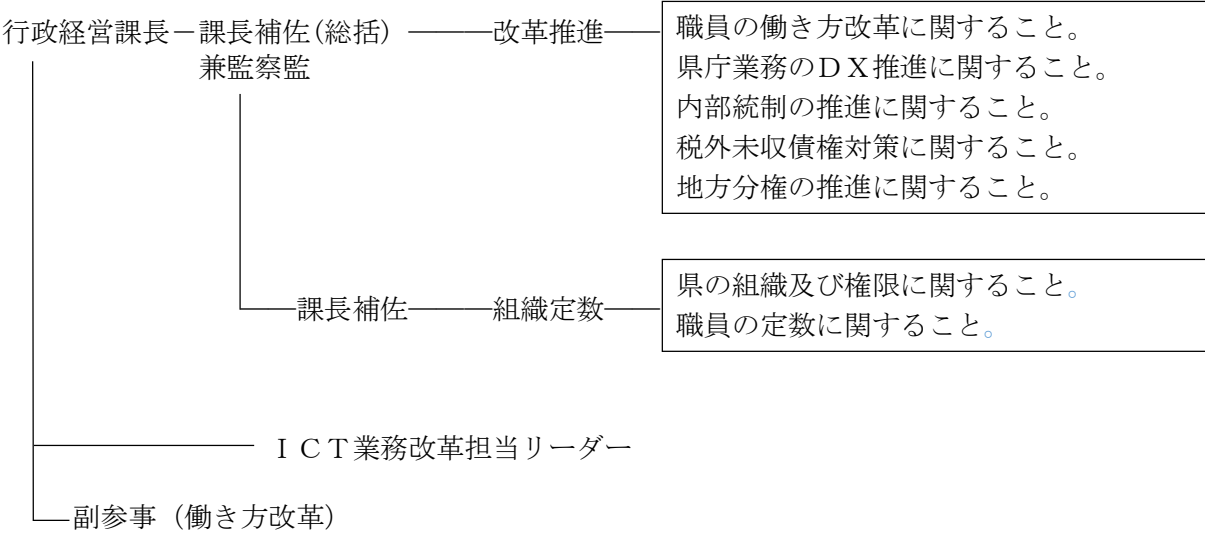 行政経営課長－課長補佐(総括) 改革推進 職員の働き方改革に関すること。
兼監察監 県庁業務のＤＸ推進に関すること。
内部統制の推進に関すること。
税外未収債権対策に関すること。
地方分権の推進に関すること。
県の組織及び権限に関すること。
課長補佐 組織定数
職員の定数に関すること。
ＩＣＴ業務改革担当リーダー
副参事（働き方改革）